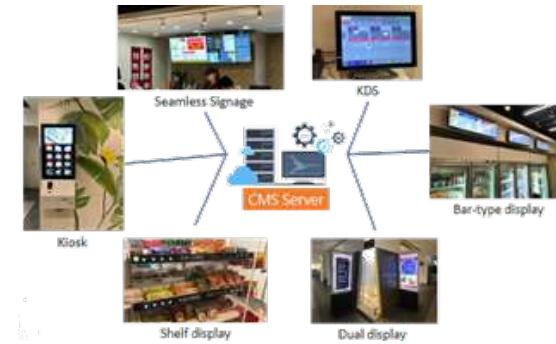 Seamless Signage
KDS
CMS Server
Kiosk
Bar-type display
Shelf display
Dual display